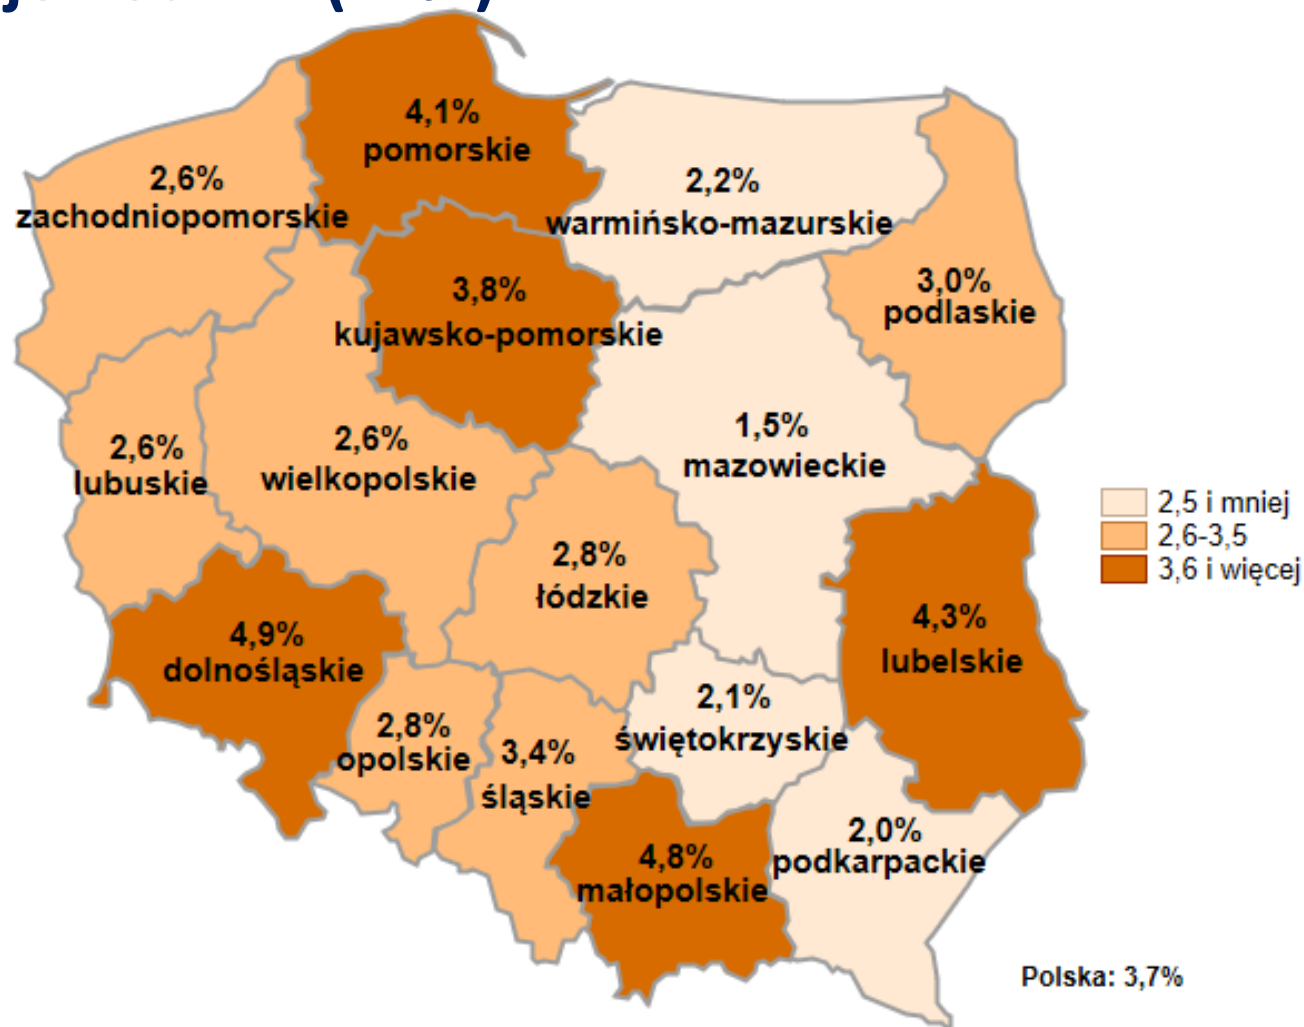 4,1%
pomorskie
2,6%
zachodniopomorskie
2,2%
warmińsko-mazurskie
3,8%
kujawsko-pomorskie
3,0%
podlaskie
2,6%
lubuskie
2,6%
wielkopolskie
1,5%
mazowieckie
2,5 i mniej
2,6-3,5
3,6 i więcej
2,8%
łódzkie
4,9%
dolnośląskie
4,3%
lubelskie
2,8%
opolskie
3,4%
śląskie
2,1%
świętokrzyskie
4,8%
małopolskie
2,0%
podkarpackie
Polska: 3,7%